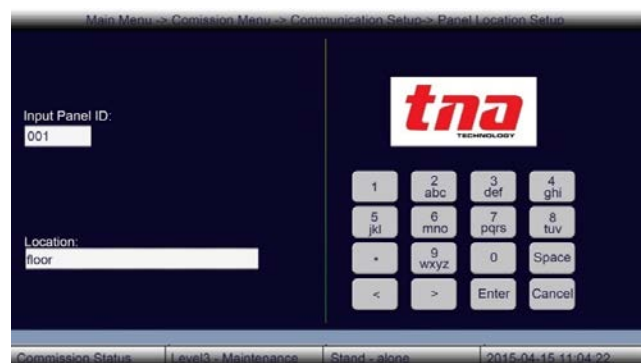 Main Menu -> Comission Menu -> Communication Setup-> Panel Location Setup
Input Panel ID:
001
Location:
floor
tna
TECHNOLOGY
1
2 abc
3 def
4 ghi
5 jkl
6 mno
7 pqrs
8 tuv
9 wxyz
0
Space
<
>
Enter
Cancel
Commission Status
Level3 - Maintenance
Stand - alone
2015-04-15 11:04:22